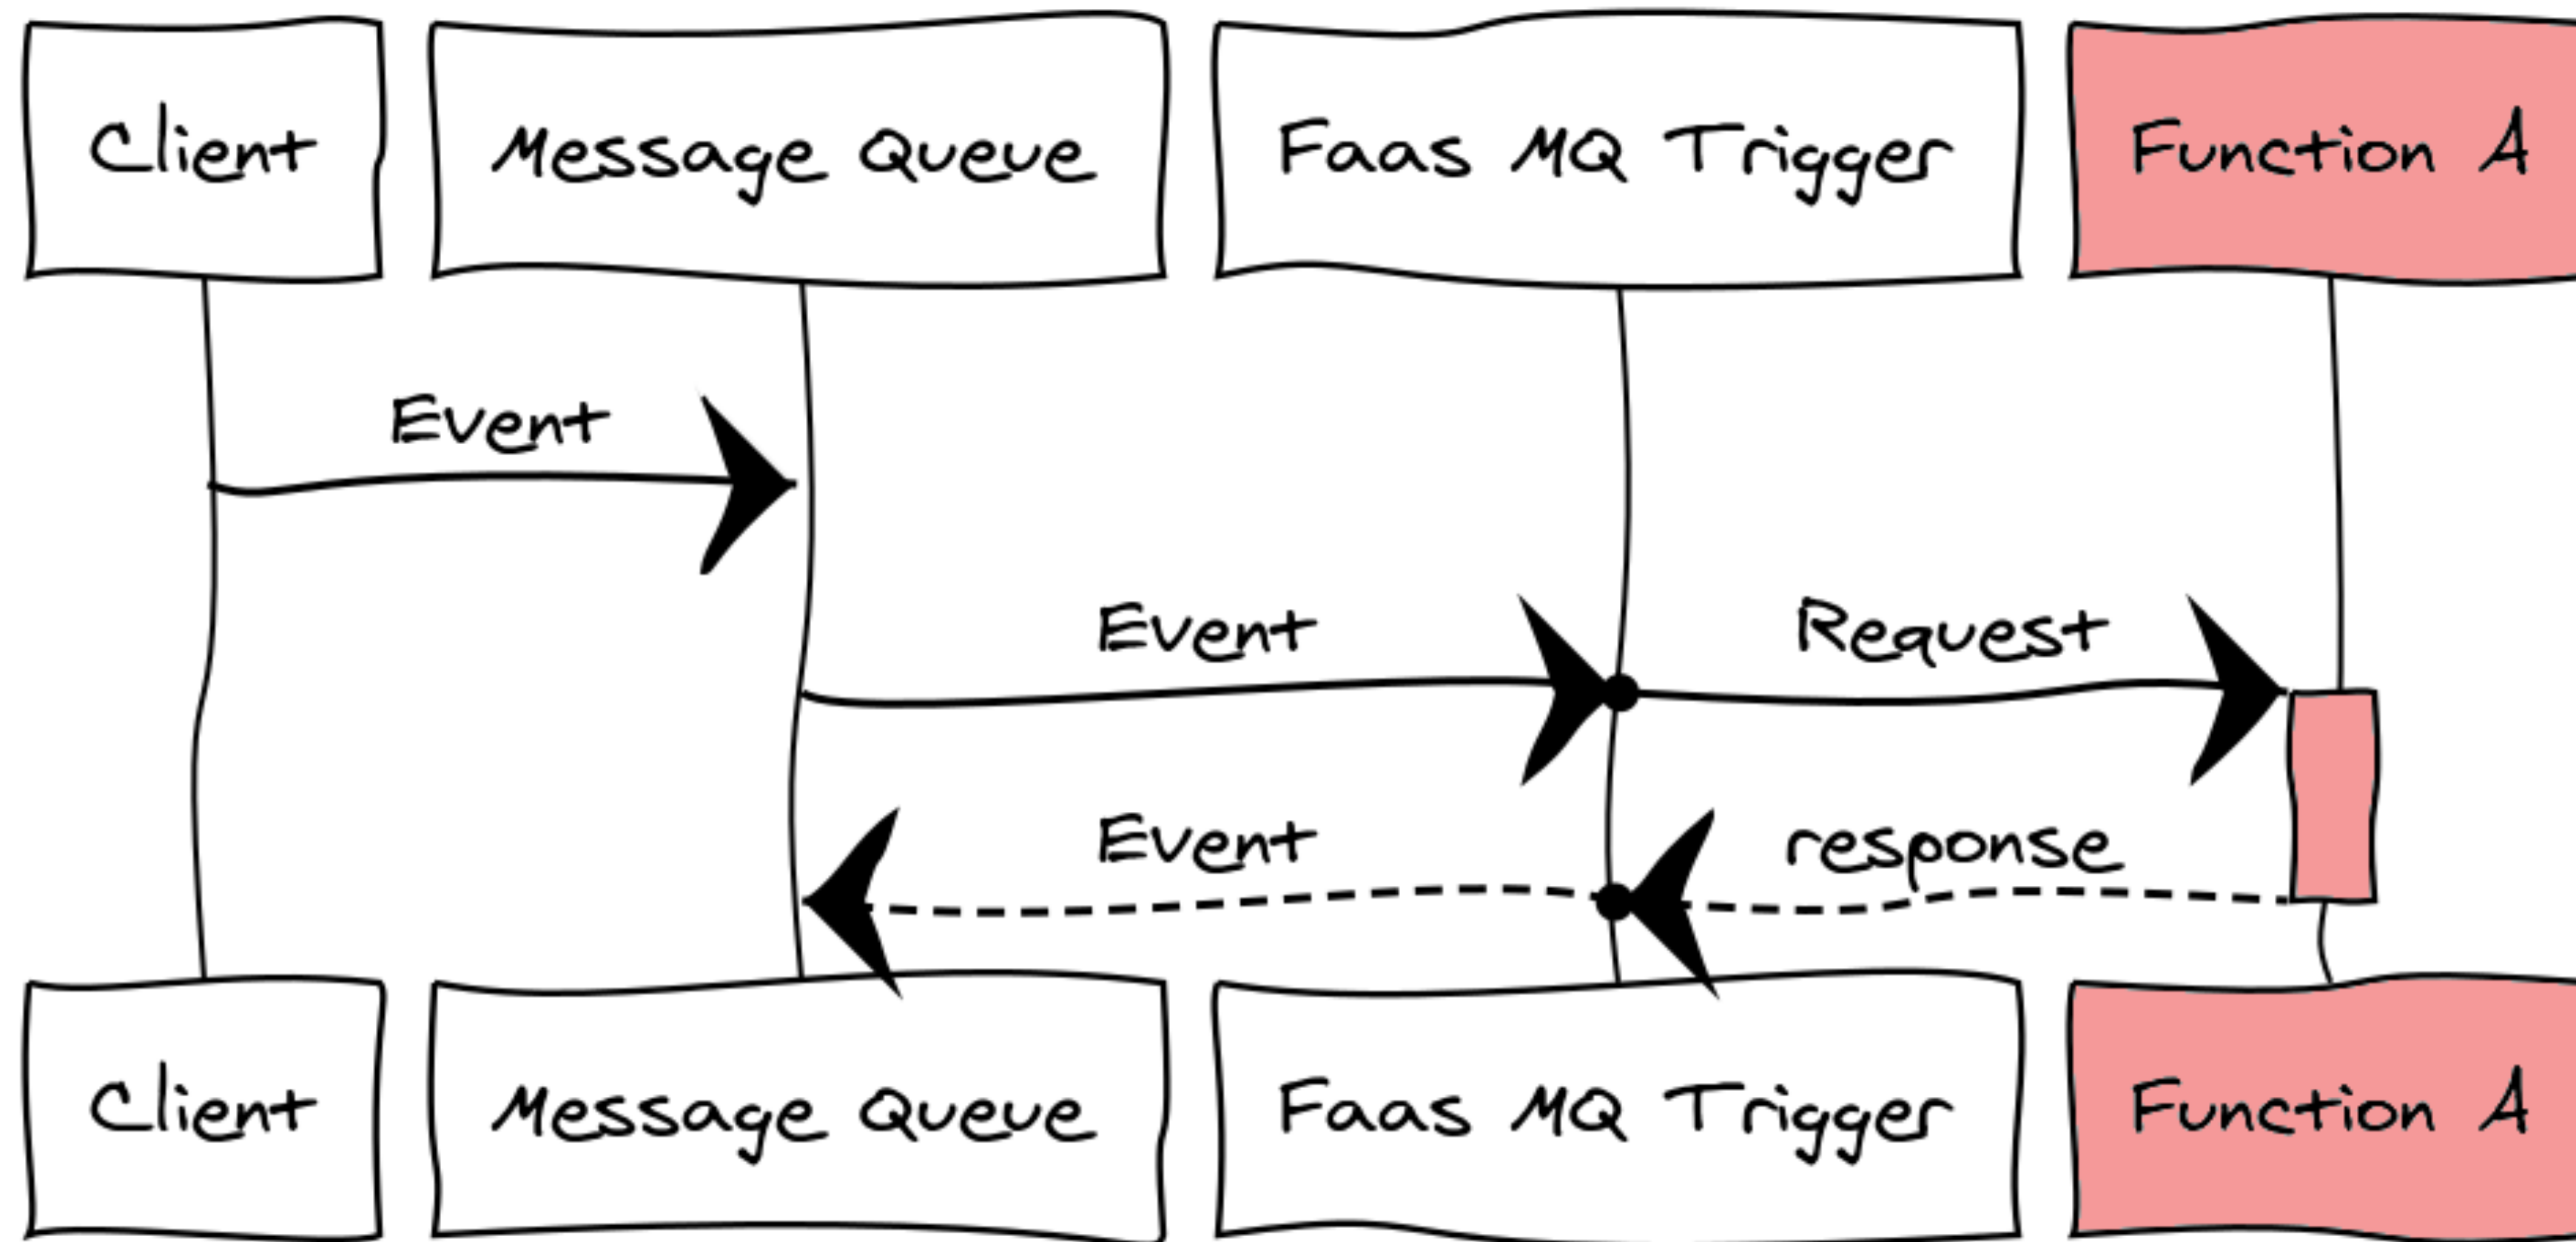 Client
Message Queue
Faas MQ Trigger
Function A
Event
Event
Request
Event
response
Client
Message Queue
Faas MQ Trigger
Function A